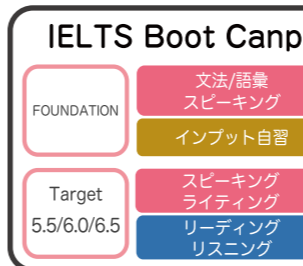 IELTS Boot Canp
FOUNDATION
文法/語彙
スピーキング
インプット自習
Target
5.5/6.0/6.5
スピーキング
ライティング
リーディング
リスニング